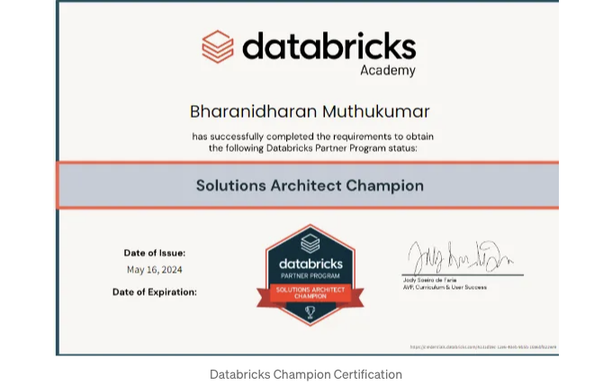 databricks
Academy
Bharanidharan Muthukumar
has successfully completed the requirements to obtain
the following Databricks Partner Program status:
Solutions Architect Champion
Date of Issue:
May 16, 2024
Date of Expiration:
databricks
PARTNER PROGRAM
SOLUTIONS ARCHITECT
CHAMPION
Jody Soeiro de Faria
AVP, Curriculum & User Success
Databricks Champion Certification